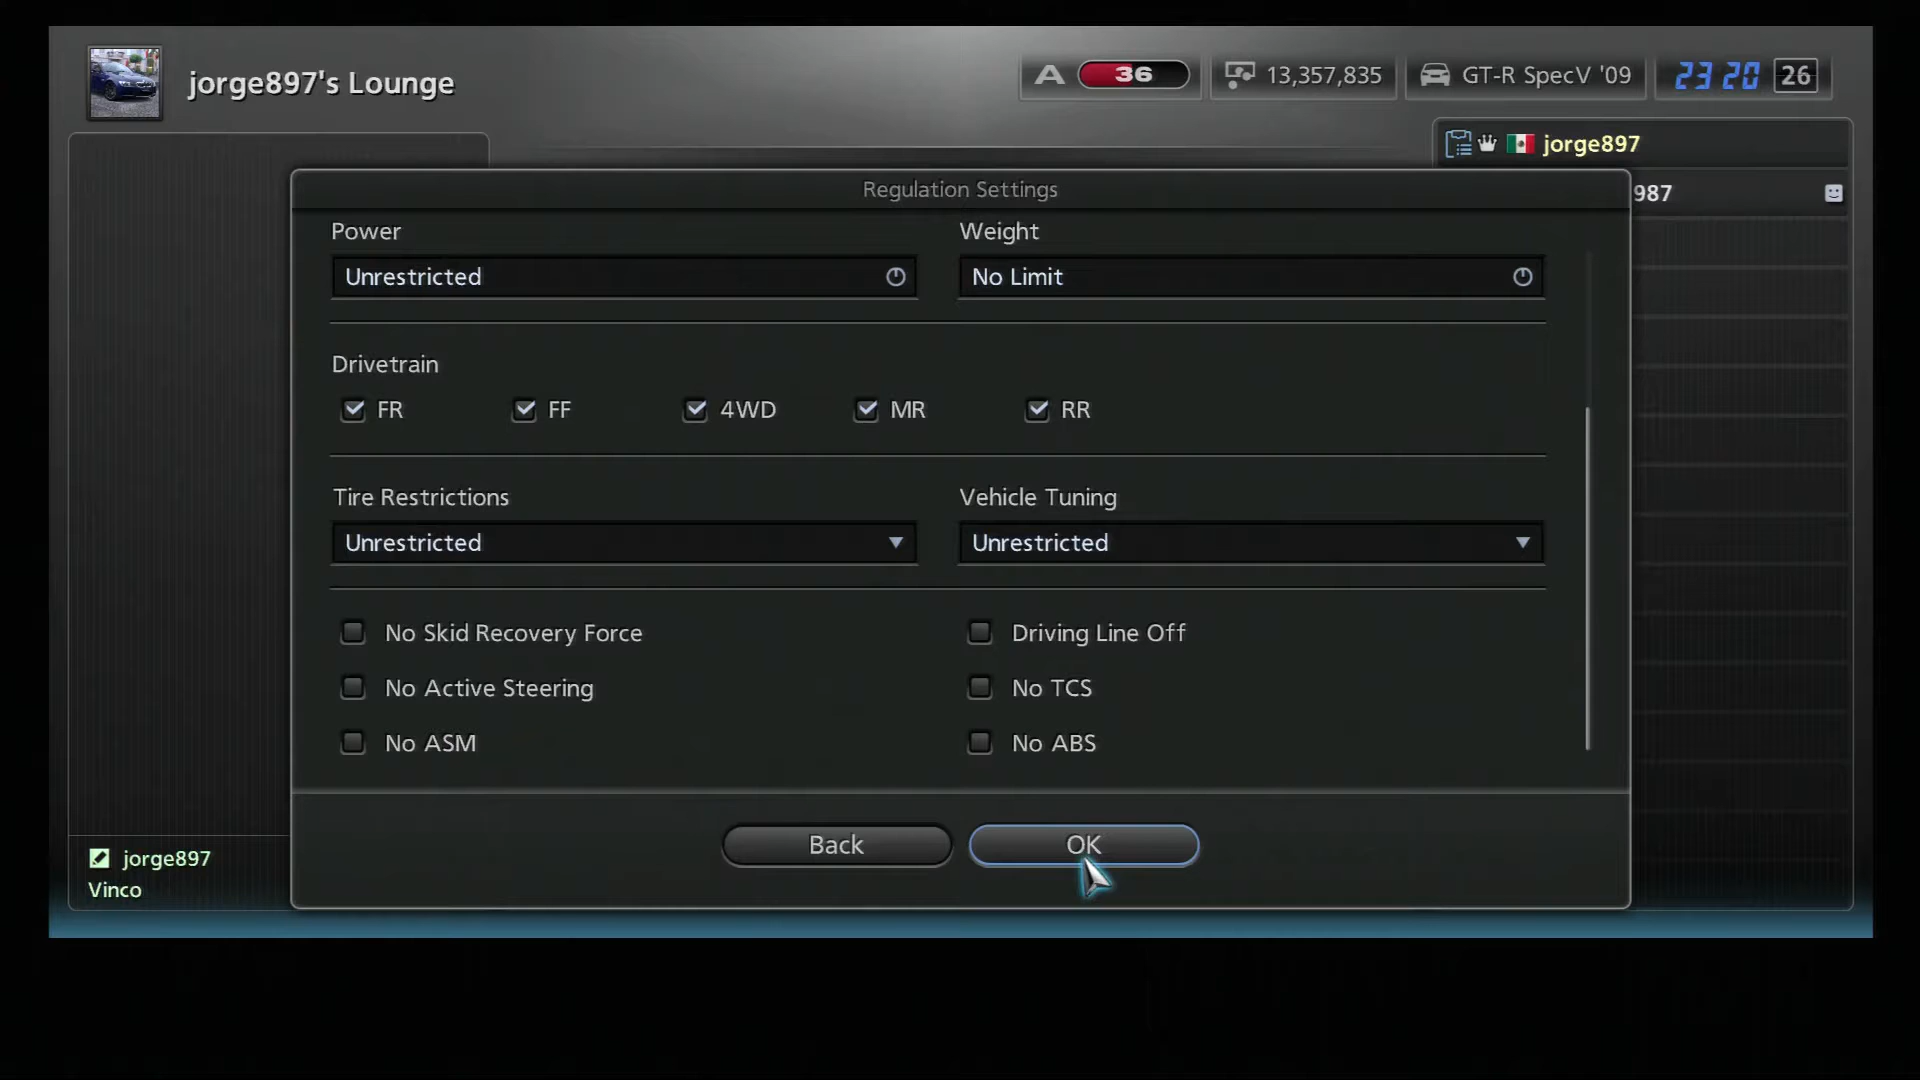 jorge897's Lounge
A 36
13,357,835
GT-R SpecV '09
23 20 26
jorge897
987
Regulation Settings
Power
Weight
Unrestricted
No Limit
Drivetrain
FR FF 4WD MR RR
Tire Restrictions
Vehicle Tuning
Unrestricted
Unrestricted
No Skid Recovery Force
Driving Line Off
No Active Steering
No TCS
No ASM
No ABS
Back
OK
jorge897
Vinco